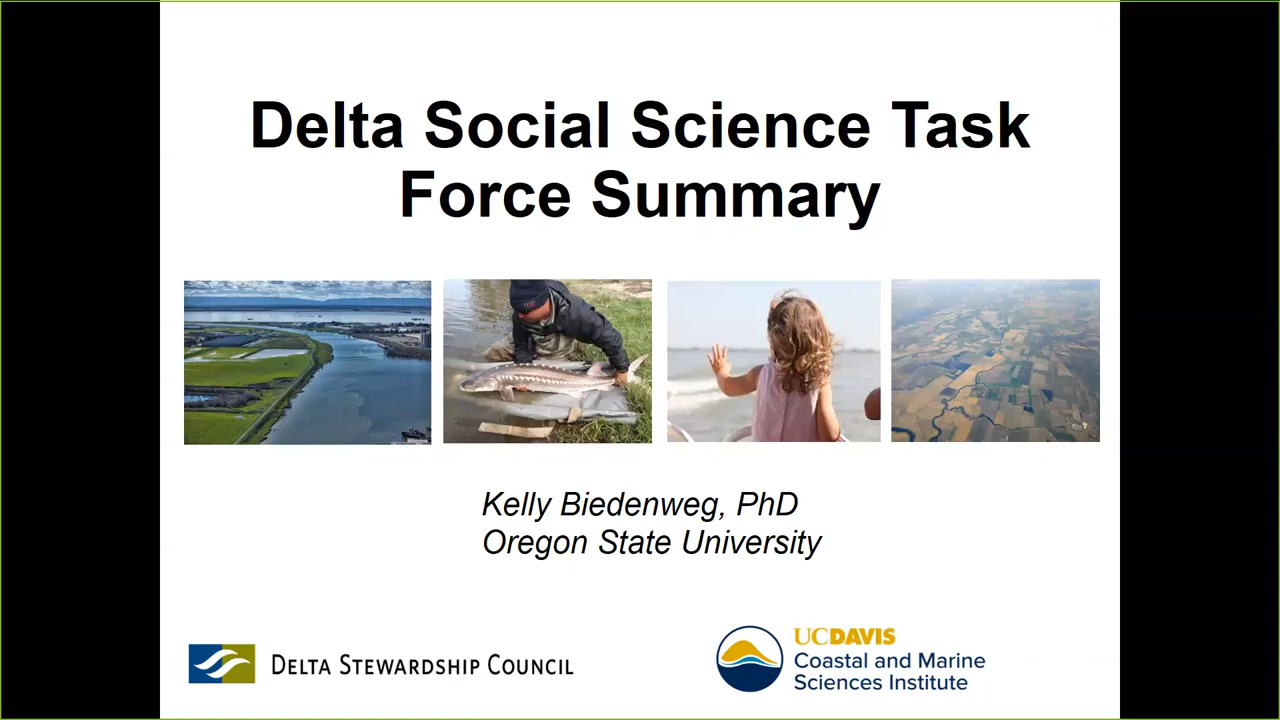 Delta Social Science Task
Force Summary
Kelly Biedenweg, PhD
Oregon State University
DELTA STEWARDSHIP COUNCIL
UCDAVIS
Coastal and Marine
Sciences Institute